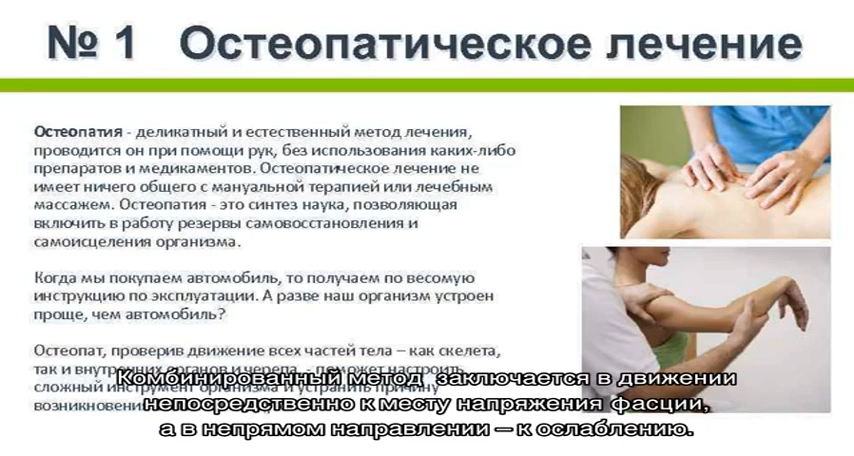 № 1 Остеопатическое лечение
Остеопатия - деликатный и естественный метод лечения,
проводится он при помощи рук, без использования каких-либо
препаратов и медикаментов. Остеопатическое лечение не
имеет ничего общего с мануальной терапией или лечебным
массажем. Остеопатия - это синтез наука, позволяющая
включить в работу резервы самовосстановления и
самоисцеления организма.
Когда мы покупаем автомобиль, то получаем по весомую
инструкцию по эксплуатации. А разве наш организм устроен
проще, чем автомобиль?
Остеопат, проверив движение всех частей тела – как скелета,
так и внутренних органов и черепа, - поможет настроить
сложный инструмент организма и устранить причину
возникновени
Комбинированный метод заключается в движении
непосредственно к месту напряжения фасции,
а в непрямом направлении – к ослаблению.